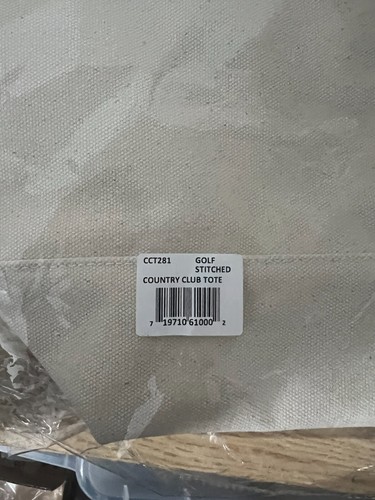 CCT281 GOLF
STITCHED
COUNTRY CLUB TOTE
7 19710 61000 2